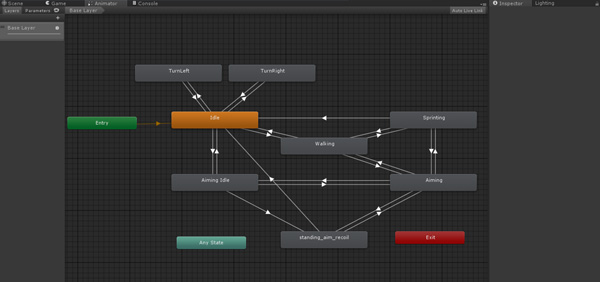 Scene Game Animator Console Inspector Lighting
Layers Parameters Base Layer Auto Live Link
Base Layer
TurnLeft TurnRight
Entry Idle Sprinting
Walking
Aiming Idle Aiming
Any State standing_aim_recoil Exit